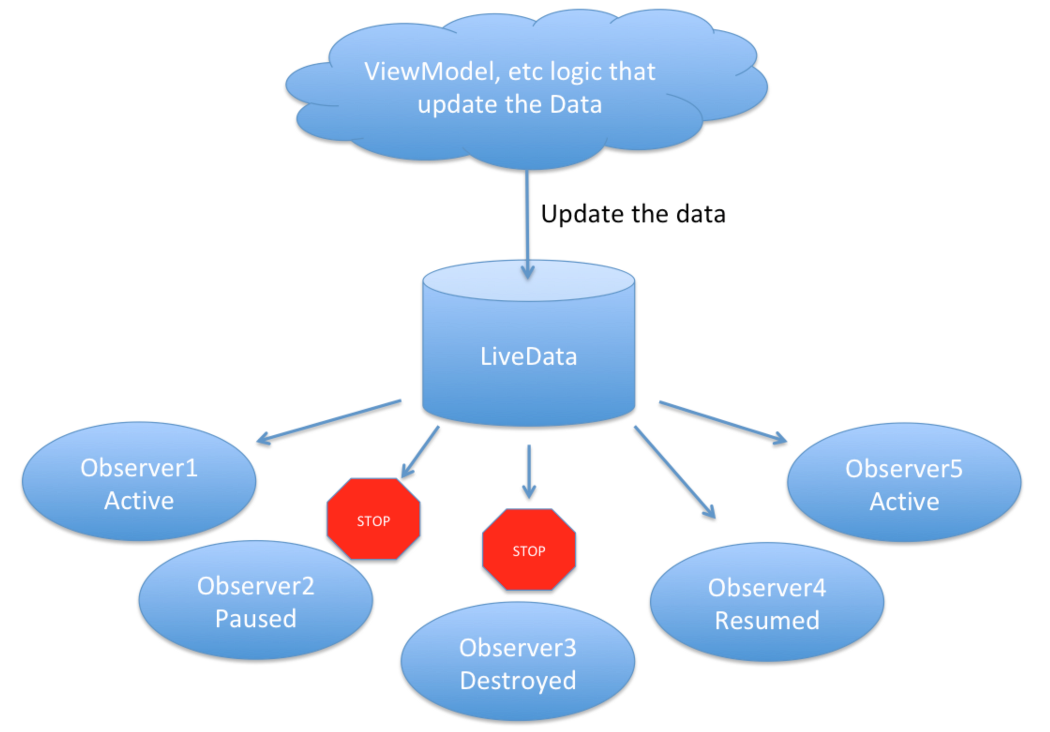 ViewModel, etc logic that
update the Data
Update the data
LiveData
Observer1
Active
STOP
Observer2
Paused
STOP
Observer3
Destroyed
Observer4
Resumed
Observer5
Active